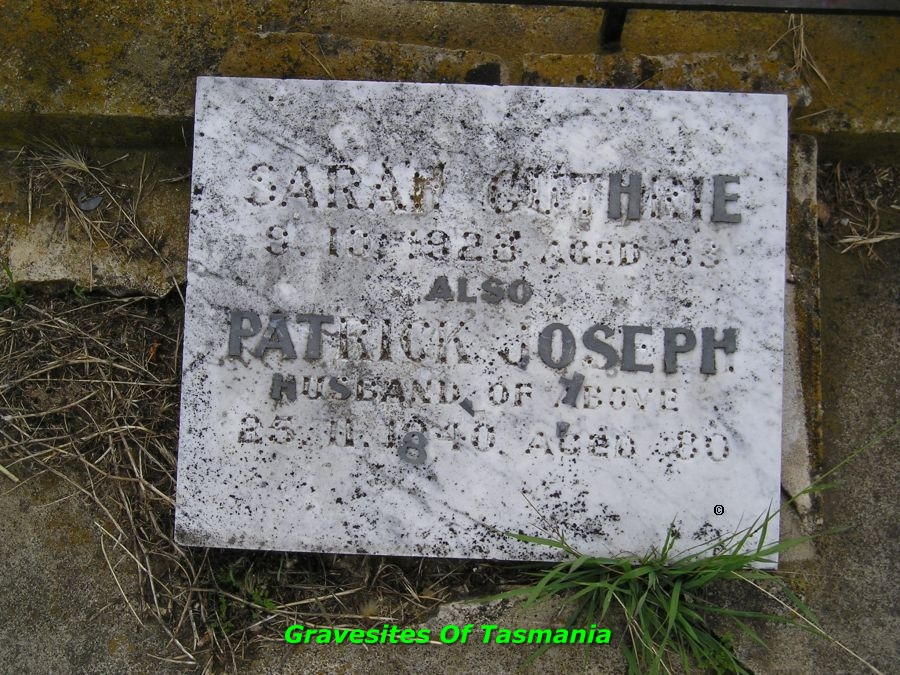 SARAH GUTHRIE
9. 10. 1928. AGED
ALSO
PATRICK JOSEPH.
HUSBAND OF ABOVE
25. 11. 1940. AGED 80
©
Gravesites Of Tasmania